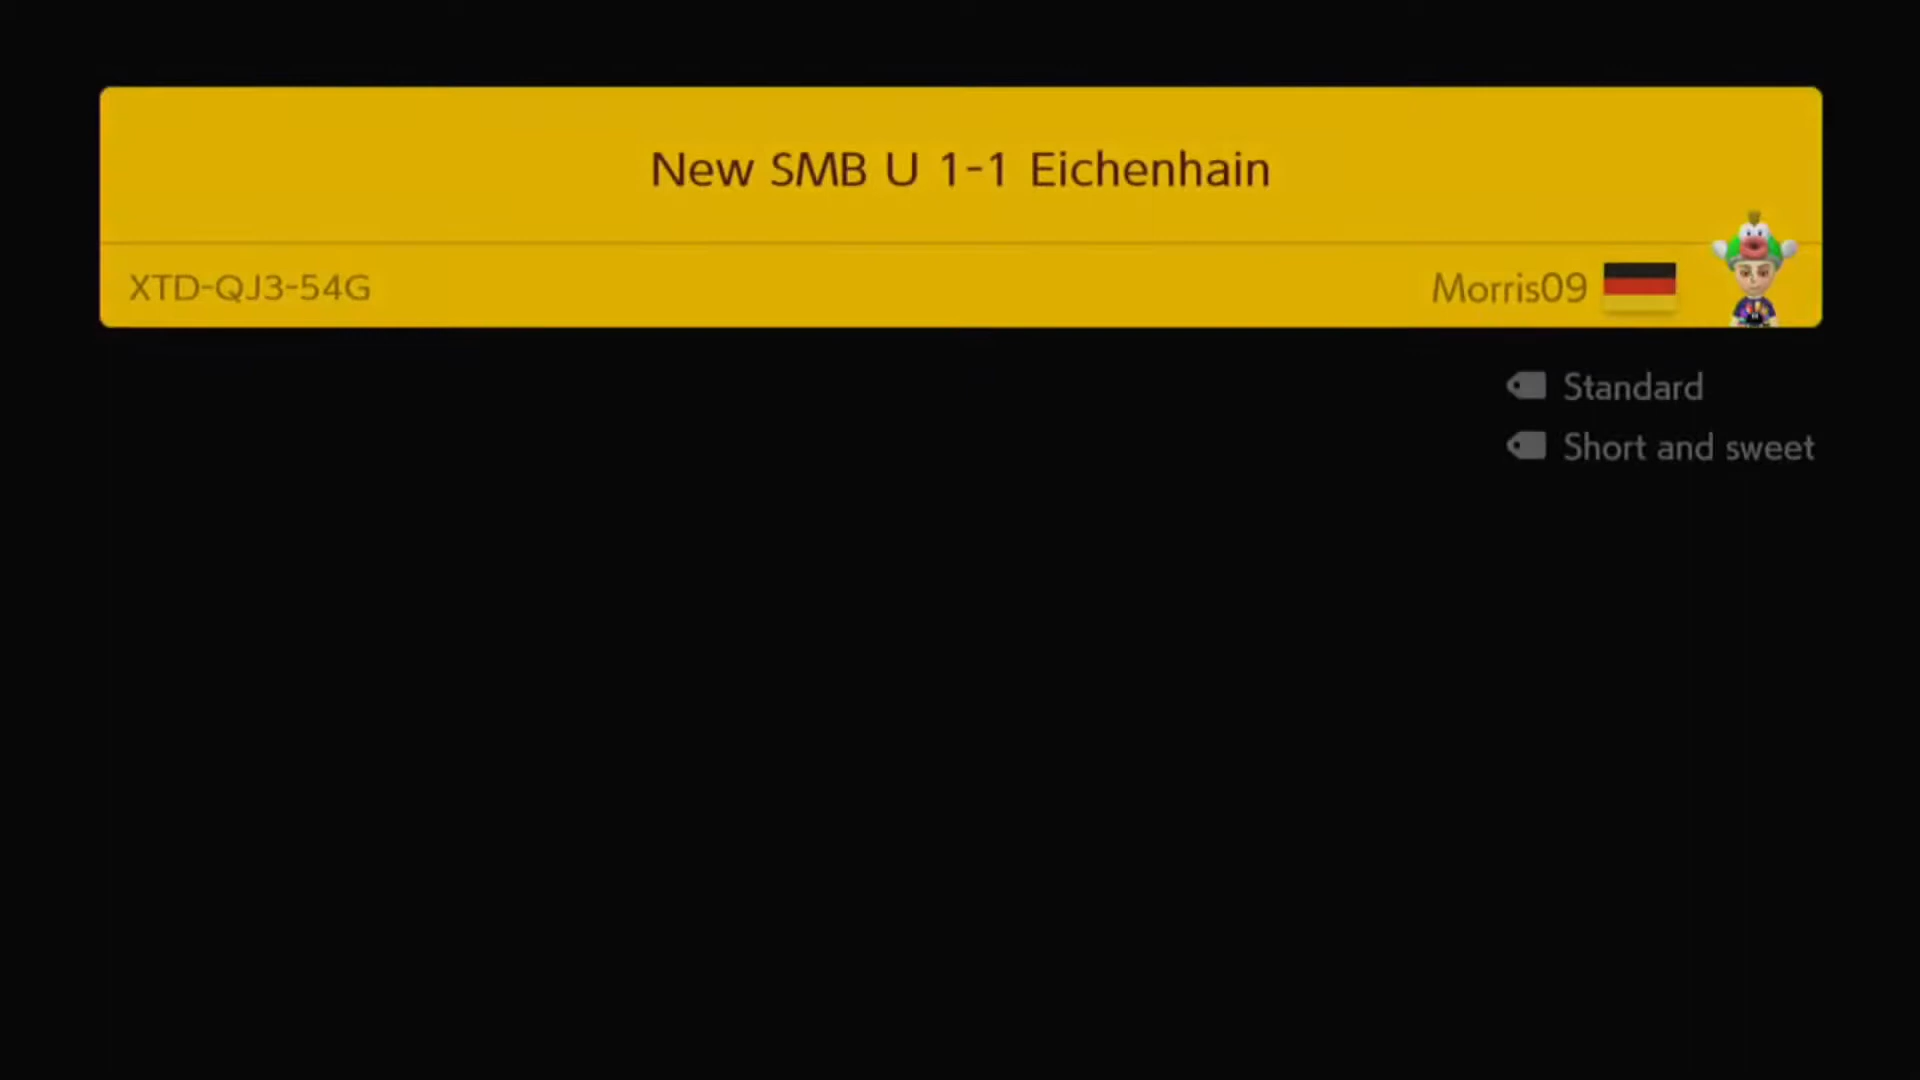 New SMB U 1-1 Eichenhain
XTD-QJ3-54G
Morris09
Standard
Short and sweet